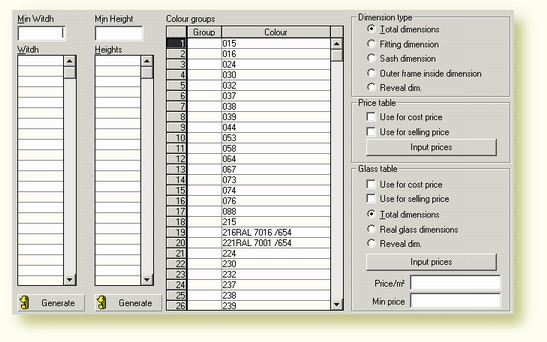 Min Witdh
Min Height
Witdh
Heights
Generate
Generate
Colour groups
Group Colour
1 015
2 016
3 024
4 030
5 032
6 037
7 038
8 039
9 044
10 053
11 058
12 064
13 067
14 073
15 074
16 076
17 088
18 215
19 216RAL 7016 /654
20 221RAL 7001 /654
21 224
22 230
23 232
24 237
25 238
26 239
Dimension type
Total dimensions
Fitting dimension
Sash dimension
Outer frame inside dimension
Reveal dim.
Price table
Use for cost price
Use for selling price
Input prices
Glass table
Use for cost price
Use for selling price
Total dimensions
Real glass dimensions
Reveal dim.
Input prices
Price/m²
Min price